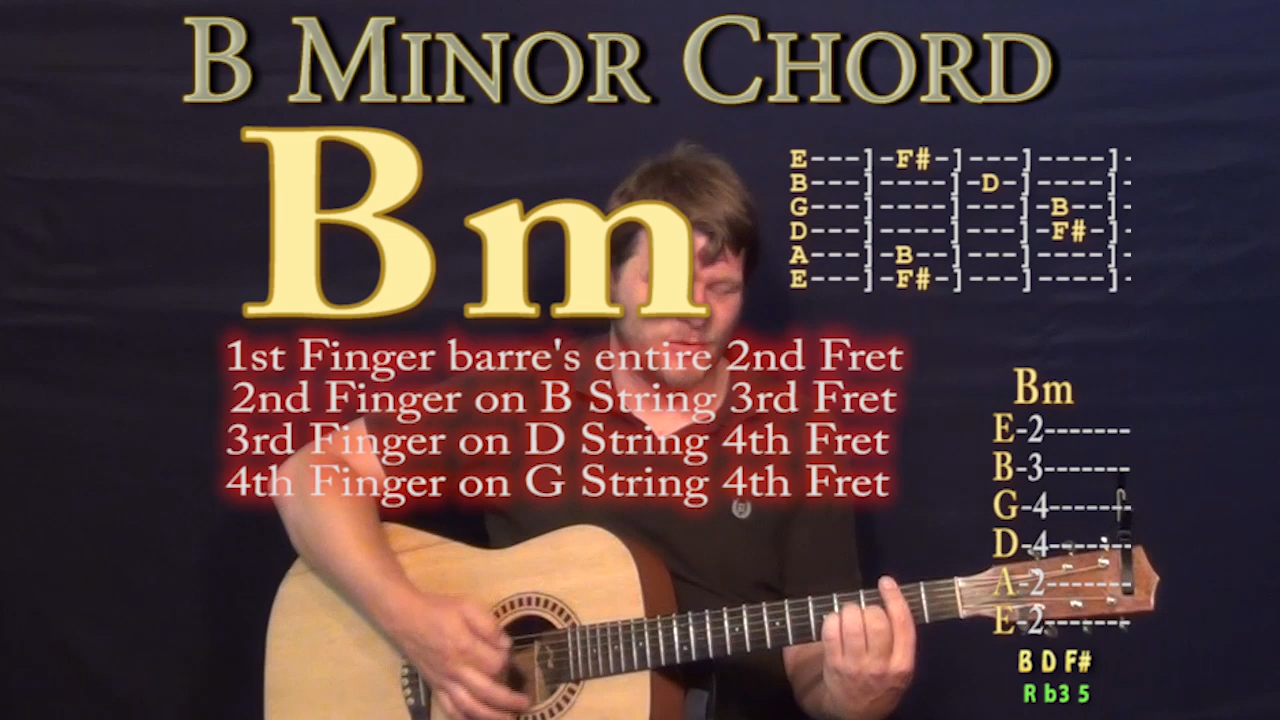 B MINOR CHORD
Bm
E---]-F#-]---]----]-
B---]----]-D-]----]-
G---]----]---]-B--]-
D---]----]---]-F#-]-
A---]-B--]---]----]-
E---]-F#-]---]----]-
1st Finger barre's entire 2nd Fret
2nd Finger on B String 3rd Fret
3rd Finger on D String 4th Fret
4th Finger on G String 4th Fret
Bm
E-2-------
B-3-------
G-4-------
D-4-------
A-2-------
E-2-------
B D F#
R b3 5